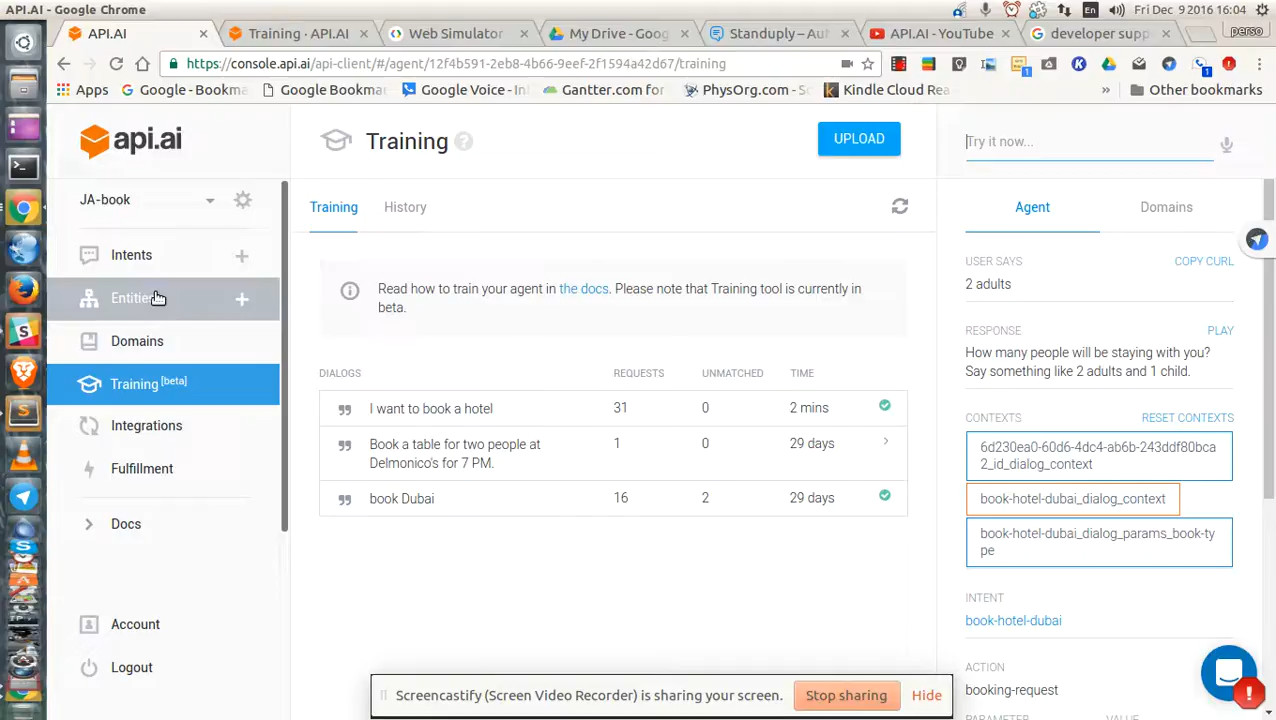 API.AI - Google Chrome
En
Fri Dec 9 2016 16:04
API.AI
Training · API.AI
Web Simulator
My Drive - Goog
Standuply - Aut
API.AI - YouTube
developer supp
perso
https://console.api.ai/api-client/#/agent/12f4b591-2eb8-4b66-9eef-2f1594a42d67/training
Apps
Google - Bookma
Google Bookma
Google Voice - In
Gantter.com for
PhysOrg.com - S
Kindle Cloud Rea
»
Other bookmarks
api.ai
Training
UPLOAD
Try it now...
JA-book
Intents
Entitie
Domains
Training [beta]
Integrations
Fulfillment
Docs
Account
Logout
Training
History
Read how to train your agent in the docs. Please note that Training tool is currently in
beta.
DIALOGS REQUESTS UNMATCHED TIME
I want to book a hotel 31 0 2 mins
Book a table for two people at 1 0 29 days
Delmonico's for 7 PM.
book Dubai 16 2 29 days
Agent
Domains
USER SAYS COPY CURL
2 adults
RESPONSE PLAY
How many people will be staying with you?
Say something like 2 adults and 1 child.
CONTEXTS RESET CONTEXTS
6d230ea0-60d6-4dc4-ab6b-243ddf80bca
2_id_dialog_context
book-hotel-dubai_dialog_context
book-hotel-dubai_dialog_params_book-ty
pe
INTENT
book-hotel-dubai
ACTION
booking-request
PARAMETER VALUE
Screencastify (Screen Video Recorder) is sharing your screen.
Stop sharing
Hide